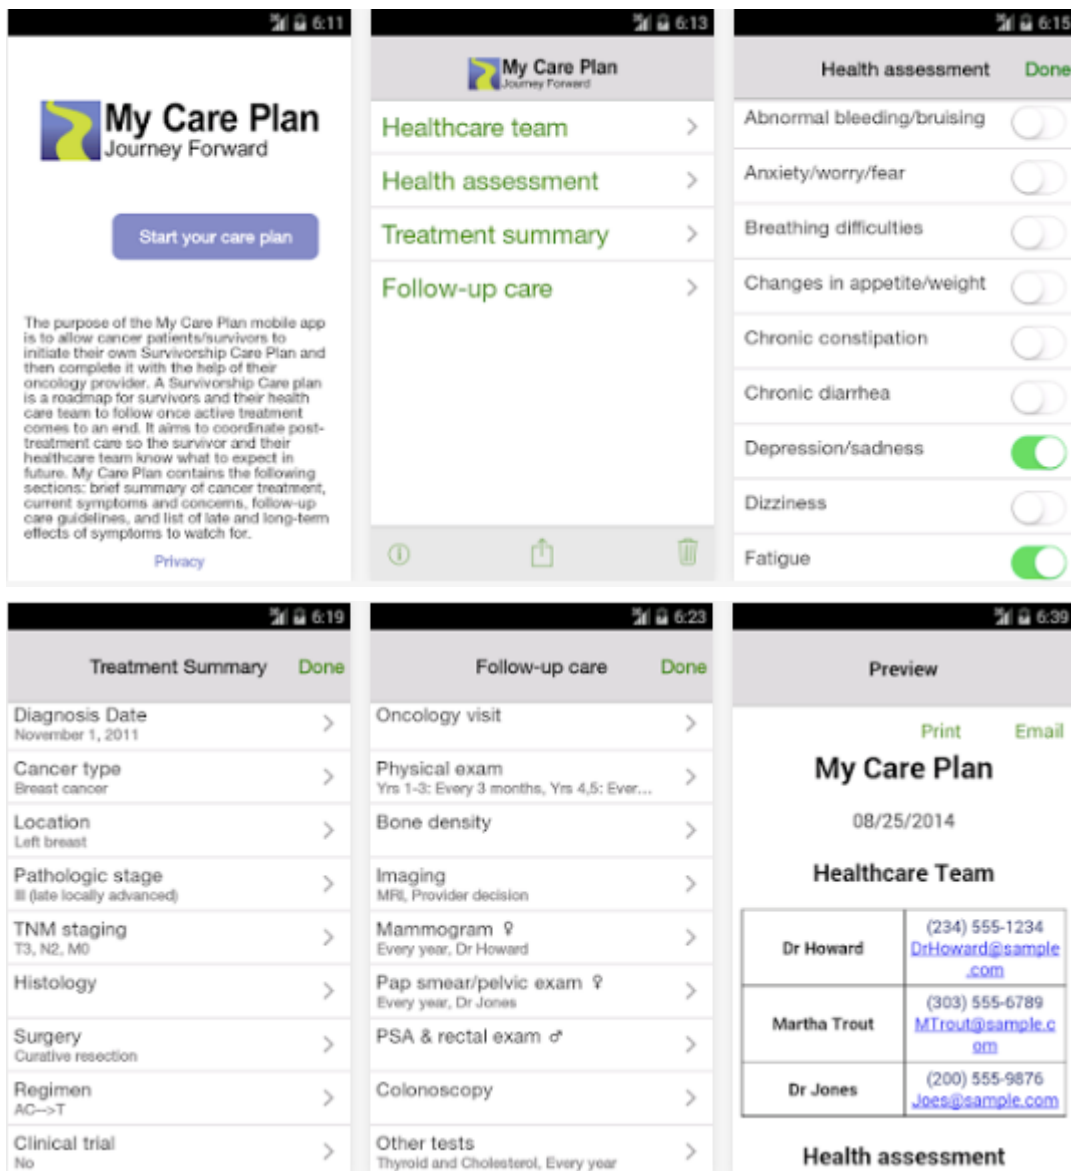 6:11
My Care Plan
Journey Forward
Start your care plan
The purpose of the My Care Plan mobile app
is to allow cancer patients/survivors to
initiate their own Survivorship Care Plan and
then complete it with the help of their
oncology provider. A Survivorship Care plan
is a roadmap for survivors and their health
care team to follow once active treatment
comes to an end. It aims to coordinate post-
treatment care so the survivor and their
healthcare team know what to expect in
future. My Care Plan contains the following
sections: brief summary of cancer treatment,
current symptoms and concerns, follow-up
care guidelines, and list of late and long-term
effects of symptoms to watch for.
Privacy
6:13
My Care Plan
Journey Forward
Healthcare team
Health assessment
Treatment summary
Follow-up care
6:15
Health assessment Done
Abnormal bleeding/bruising
Anxiety/worry/fear
Breathing difficulties
Changes in appetite/weight
Chronic constipation
Chronic diarrhea
Depression/sadness
Dizziness
Fatigue
6:19
Treatment Summary Done
Diagnosis Date
November 1, 2011
Cancer type
Breast cancer
Location
Left breast
Pathologic stage
III (late locally advanced)
TNM staging
T3, N2, M0
Histology
Surgery
Curative resection
Regimen
AC-->T
Clinical trial
No
6:23
Follow-up care Done
Oncology visit
Physical exam
Yrs 1-3: Every 3 months, Yrs 4,5: Ever...
Bone density
Imaging
MRI, Provider decision
Mammogram ♀
Every year, Dr Howard
Pap smear/pelvic exam ♀
Every year, Dr Jones
PSA & rectal exam ♂
Colonoscopy
Other tests
Thyroid and Cholesterol, Every year
6:39
Preview
Print Email
My Care Plan
08/25/2014
Healthcare Team
Dr Howard
(234) 555-1234
DrHoward@sample
.com
Martha Trout
(303) 555-6789
MTrout@sample.c
om
Dr Jones
(200) 555-9876
Joes@sample.com
Health assessment